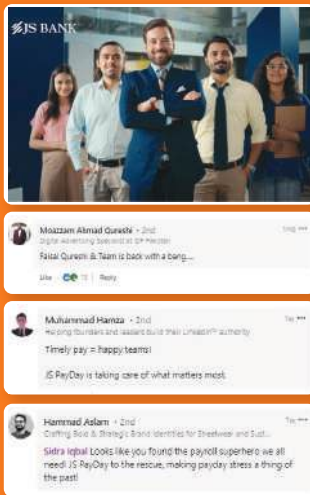 JS BANK
Moazzam Ahmad Qureshi • 2nd
Digital Advertising Specialist at
Faisal Qureshi & Team is back with a bang...
Like Reply
Muhammad Hamza • 2nd
Helping founders and leaders build their LinkedIn™ authority
Timely pay = happy teams!
JS PayDay is taking care of what matters most.
Hammad Aslam • 2nd
Crafting Bold & Strategic Brand Identities for Streetwear and Sust...
Sidra Iqbal Looks like you found the payroll superhero we all
need! JS PayDay to the rescue, making payday stress a thing of
the past!